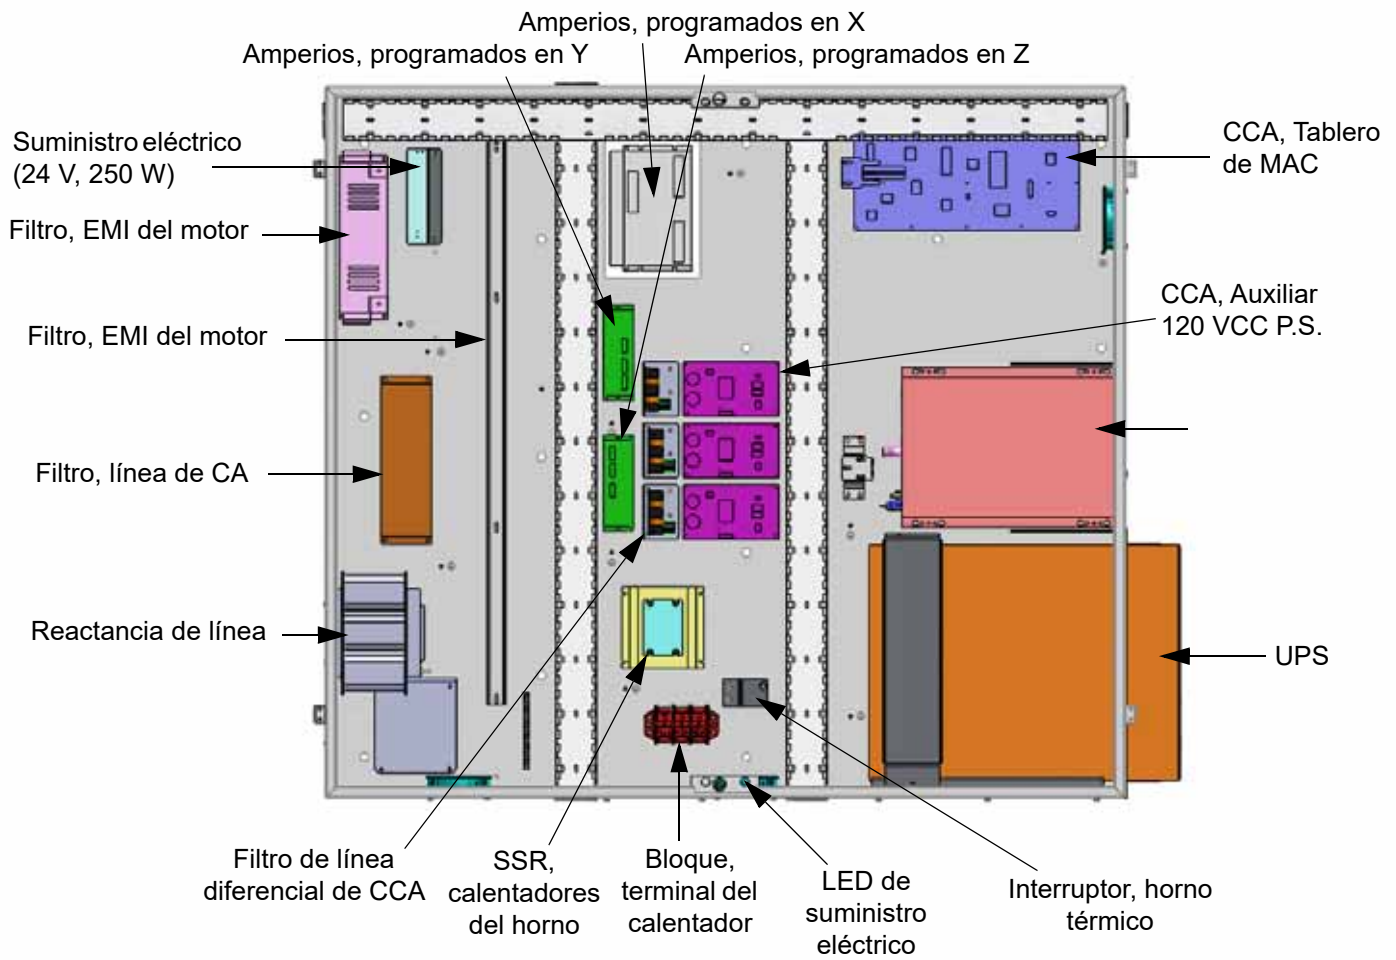 Amperios, programados en X
Amperios, programados en Y
Amperios, programados en Z
Suministro eléctrico
(24 V, 250 W)
CCA, Tablero
de MAC
Filtro, EMI del motor
CCA, Auxiliar
120 VCC P.S.
Filtro, EMI del motor
Filtro, línea de CA
Reactancia de línea
UPS
Filtro de línea
diferencial de CCA
SSR,
calentadores
del horno
Bloque,
terminal del
calentador
LED de
suministro
eléctrico
Interruptor, horno
térmico